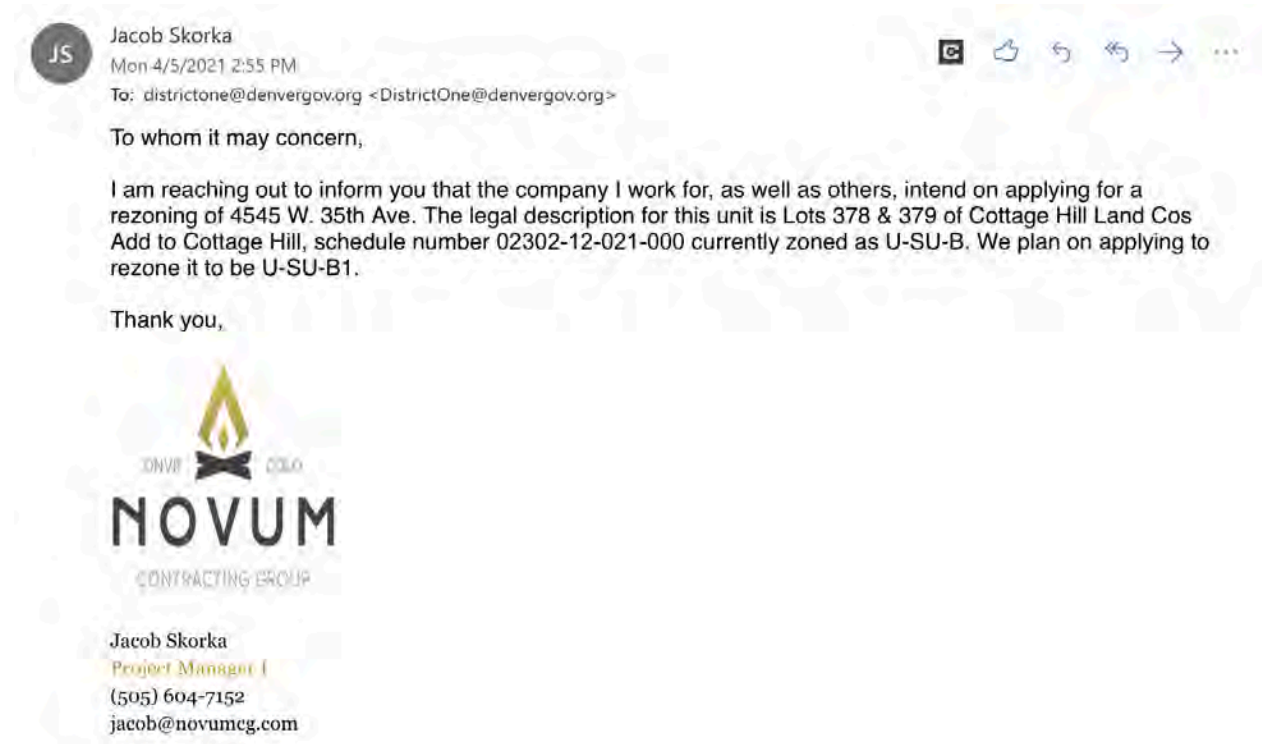 JS
Jacob Skorka
Mon 4/5/2021 2:55 PM
To: districtone@denvergov.org <DistrictOne@denvergov.org>
To whom it may concern,
I am reaching out to inform you that the company I work for, as well as others, intend on applying for a
rezoning of 4545 W. 35th Ave. The legal description for this unit is Lots 378 & 379 of Cottage Hill Land Cos
Add to Cottage Hill, schedule number 02302-12-021-000 currently zoned as U-SU-B. We plan on applying to
rezone it to be U-SU-B1.
Thank you,
COLO
NOVUM
CONTRACTING GROUP
Jacob Skorka
Project Manager I
(505) 604-7152
jacob@novumcg.com